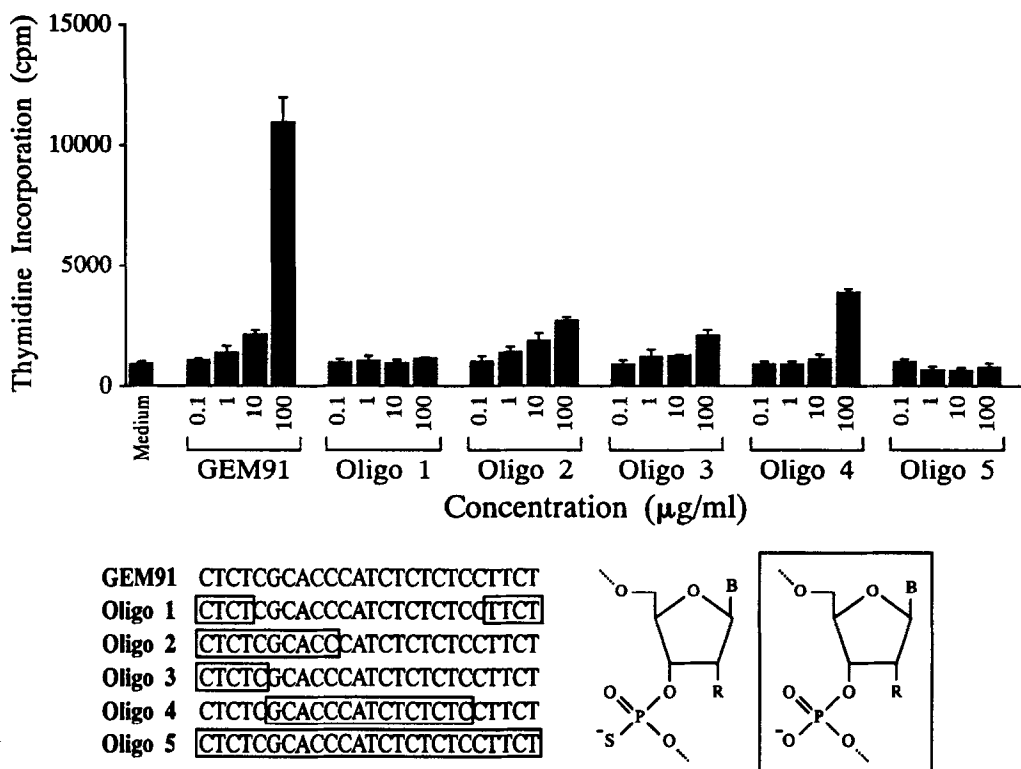 Thymidine Incorporation (cpm)
15000
10000
5000
0
Medium
0.1 1 10 100
0.1 1 10 100
0.1 1 10 100
0.1 1 10 100
0.1 1 10 100
0.1 1 10 100
GEM91 Oligo 1 Oligo 2 Oligo 3 Oligo 4 Oligo 5
Concentration (µg/ml)
GEM91 CTCTCGCACCCATCTCTCTCCTTCT
Oligo 1 CTCTCGCACCCATCTCTCTCCTTCT
Oligo 2 CTCTCGCACCCATCTCTCTCCTTCT
Oligo 3 CTCTCGCACCCATCTCTCTCCTTCT
Oligo 4 CTCTCGCACCCATCTCTCTCCTTCT
Oligo 5 CTCTCGCACCCATCTCTCTCCTTCT
O O B
O R
O P
⁻S O
O O B
O R
O P
⁻O O